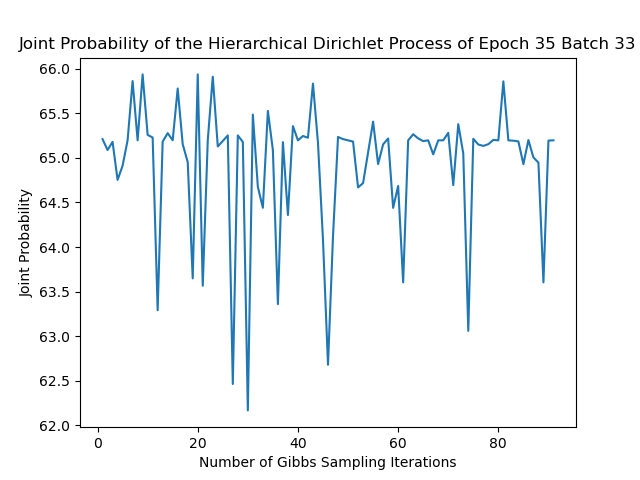 Joint Probability of the Hierarchical Dirichlet Process of Epoch 35 Batch 33
66.0
65.5
65.0
64.5
64.0
63.5
63.0
62.5
62.0
Joint Probability
0 20 40 60 80
Number of Gibbs Sampling Iterations